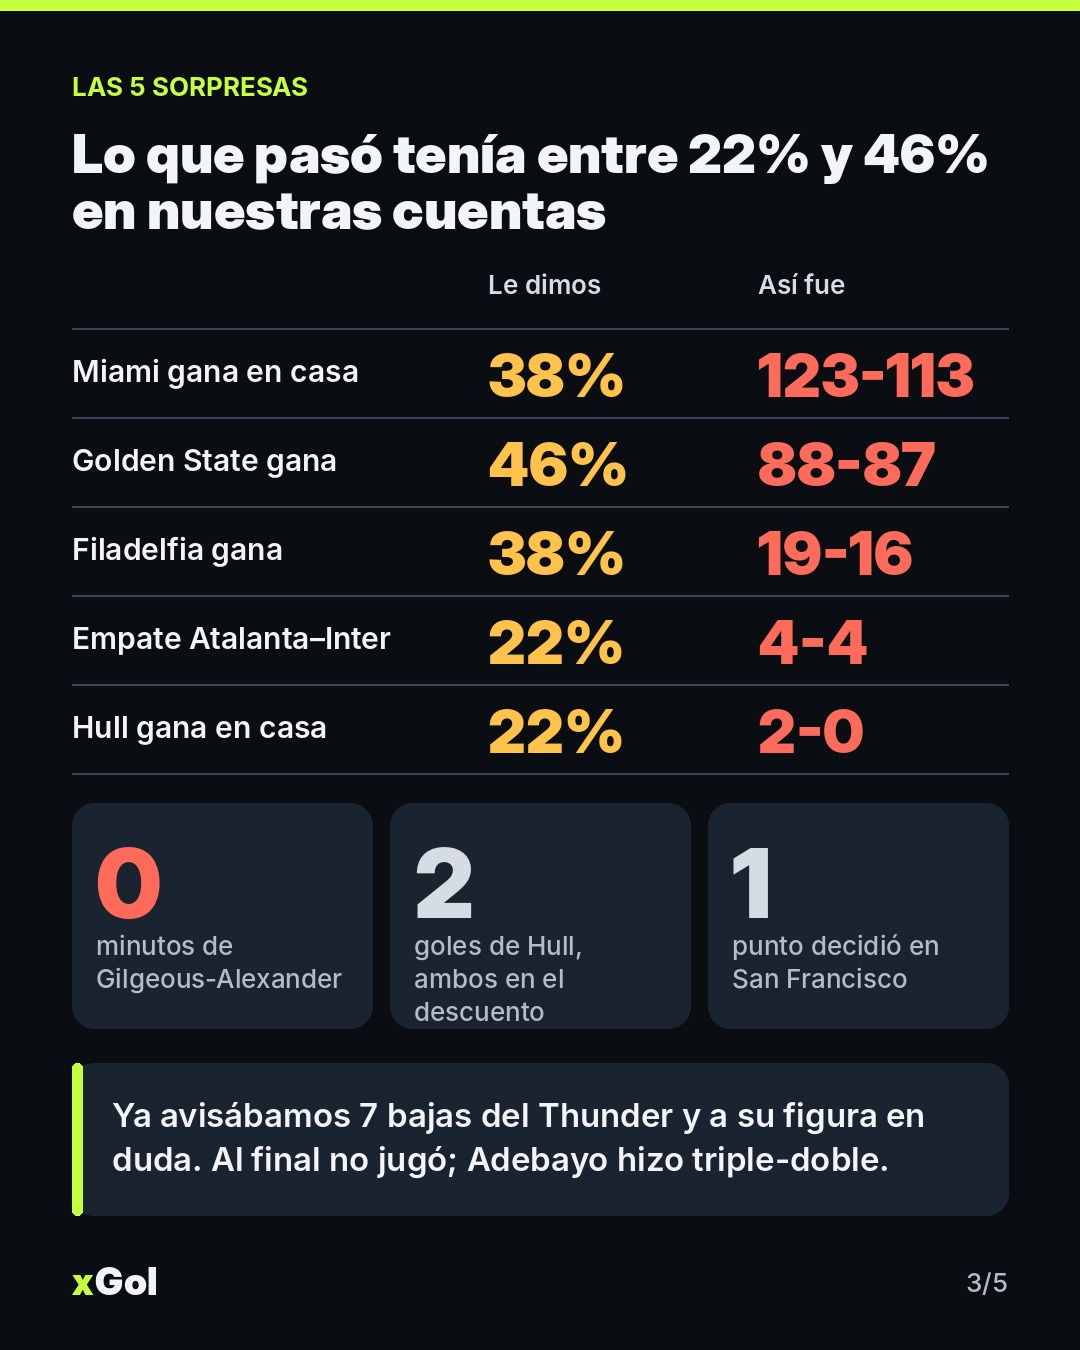 LAS 5 SORPRESAS
Lo que pasó tenía entre 22% y 46%
en nuestras cuentas
Le dimos Así fue
Miami gana en casa 38% 123-113
Golden State gana 46% 88-87
Filadelfia gana 38% 19-16
Empate Atalanta–Inter 22% 4-4
Hull gana en casa 22% 2-0
0
minutos de
Gilgeous-Alexander
2
goles de Hull,
ambos en el
descuento
1
punto decidió en
San Francisco
Ya avisábamos 7 bajas del Thunder y a su figura en
duda. Al final no jugó; Adebayo hizo triple-doble.
xGol 3/5